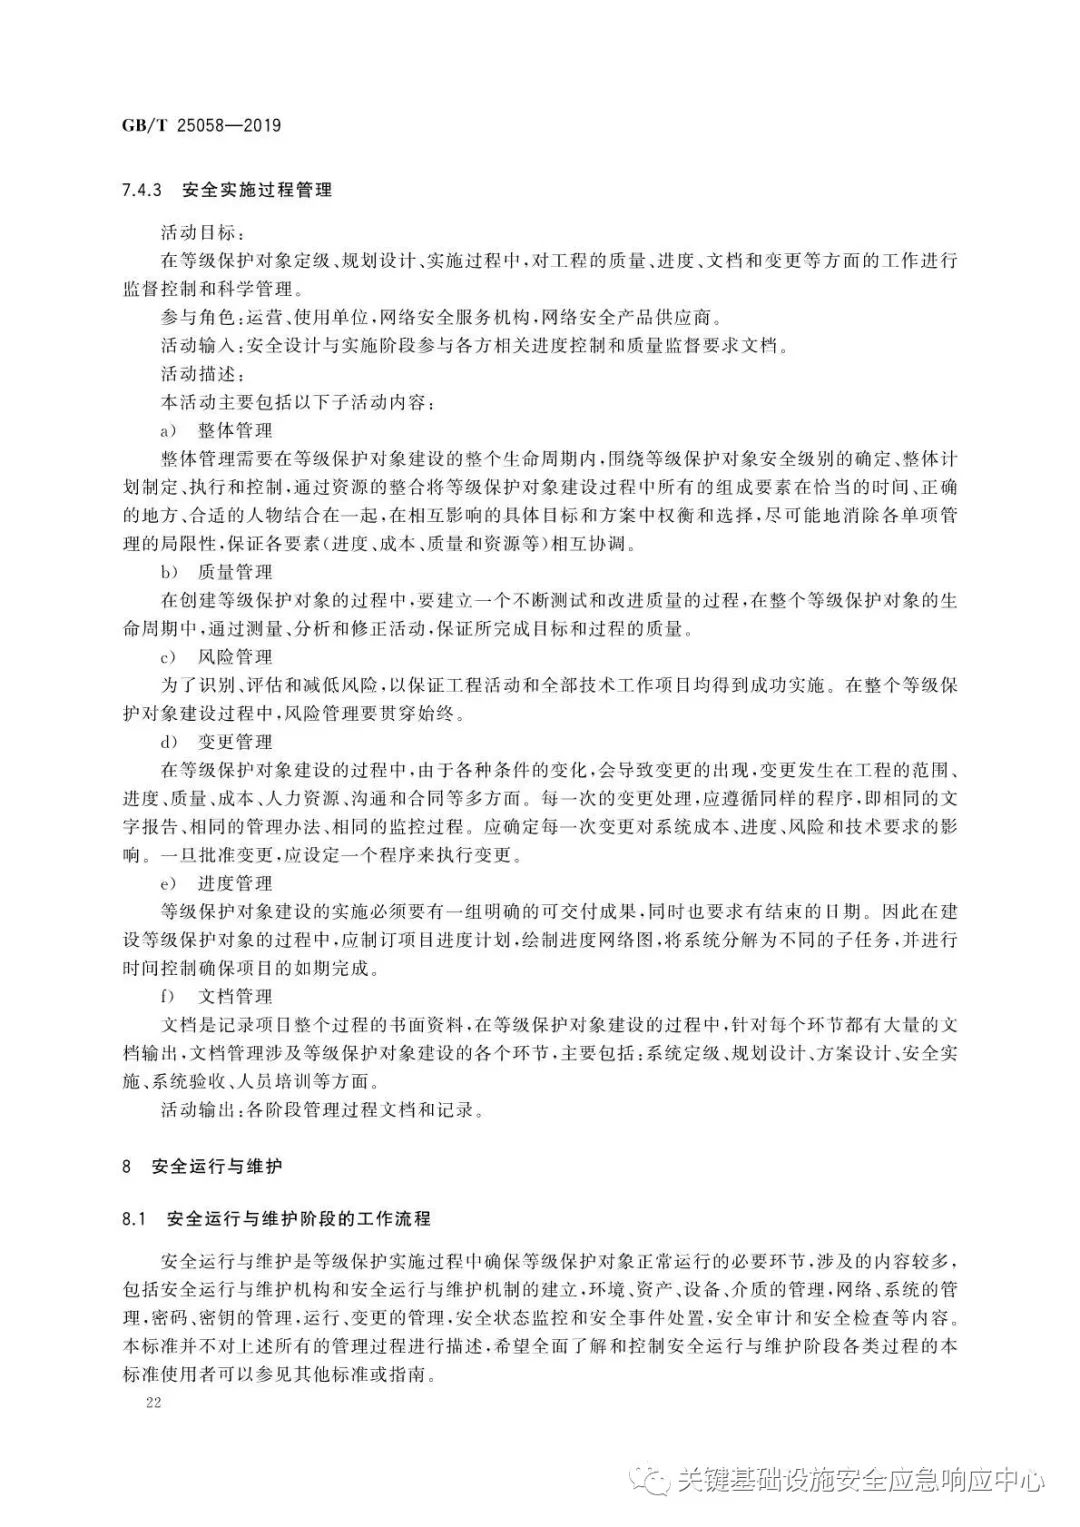 GB/T 25058—2019
7.4.3 安全实施过程管理
活动目标：
在等级保护对象定级、规划设计、实施过程中，对工程的质量、进度、文档和变更等方面的工作进行
监督控制和科学管理。
参与角色：运营、使用单位，网络安全服务机构，网络安全产品供应商。
活动输入：安全设计与实施阶段参与各方相关进度控制和质量监督要求文档。
活动描述：
本活动主要包括以下子活动内容：
a) 整体管理
整体管理需要在等级保护对象建设的整个生命周期内，围绕等级保护对象安全级别的确定、整体计
划制定、执行和控制，通过资源的整合将等级保护对象建设过程中所有的组成要素在恰当的时间、正确
的地方、合适的人物结合在一起，在相互影响的具体目标和方案中权衡和选择，尽可能地消除各单项管
理的局限性，保证各要素（进度、成本、质量和资源等）相互协调。
b) 质量管理
在创建等级保护对象的过程中，要建立一个不断测试和改进质量的过程，在整个等级保护对象的生
命周期中，通过测量、分析和修正活动，保证所完成目标和过程的质量。
c) 风险管理
为了识别、评估和减低风险，以保证工程活动和全部技术工作项目均得到成功实施。在整个等级保
护对象建设过程中，风险管理要贯穿始终。
d) 变更管理
在等级保护对象建设的过程中，由于各种条件的变化，会导致变更的出现，变更发生在工程的范围、
进度、质量、成本、人力资源、沟通和合同等多方面。每一次的变更处理，应遵循同样的程序，即相同的文
字报告、相同的管理办法、相同的监控过程。应确定每一次变更对系统成本、进度、风险和技术要求的影
响。一旦批准变更，应设定一个程序来执行变更。
e) 进度管理
等级保护对象建设的实施必须要有一组明确的可交付成果，同时也要求有结束的日期。因此在建
设等级保护对象的过程中，应制订项目进度计划，绘制进度网络图，将系统分解为不同的子任务，并进行
时间控制确保项目的如期完成。
f) 文档管理
文档是记录项目整个过程的书面资料，在等级保护对象建设的过程中，针对每个环节都有大量的文
档输出，文档管理涉及等级保护对象建设的各个环节，主要包括：系统定级、规划设计、方案设计、安全实
施、系统验收、人员培训等方面。
活动输出：各阶段管理过程文档和记录。
8 安全运行与维护
8.1 安全运行与维护阶段的工作流程
安全运行与维护是等级保护实施过程中确保等级保护对象正常运行的必要环节，涉及的内容较多，
包括安全运行与维护机构和安全运行与维护机制的建立，环境、资产、设备、介质的管理，网络、系统的管
理，密码、密钥的管理，运行、变更的管理，安全状态监控和安全事件处置，安全审计和安全检查等内容。
本标准并不对上述所有的管理过程进行描述，希望全面了解和控制安全运行与维护阶段各类过程的本
标准使用者可以参见其他标准或指南。
22
关键基础设施安全应急响应中心